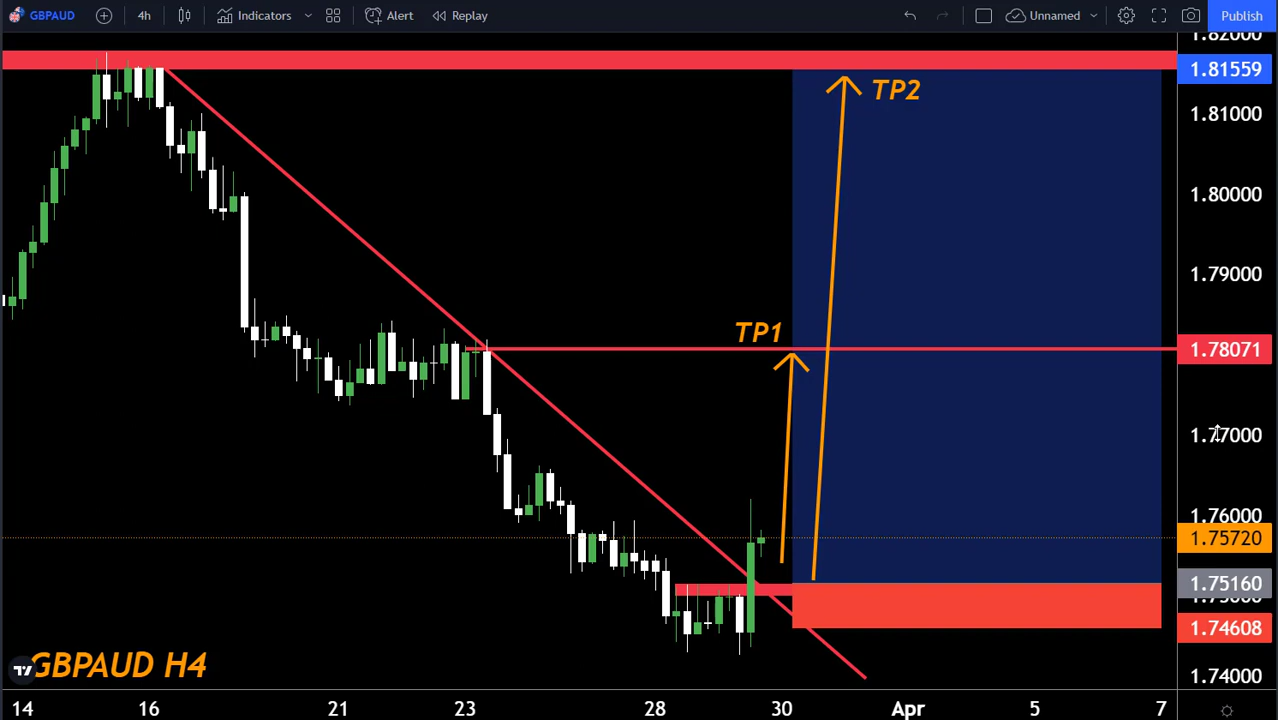 GBPAUD 4h Indicators Alert Replay Unnamed Publish
1.82000
1.81559
TP2
1.81000
1.80000
1.79000
TP1
1.78071
1.77000
1.76000
1.75720
1.75160
1.75000
1.74608
GBPAUD H4
1.74000
14 16 21 23 28 30 Apr 5 7